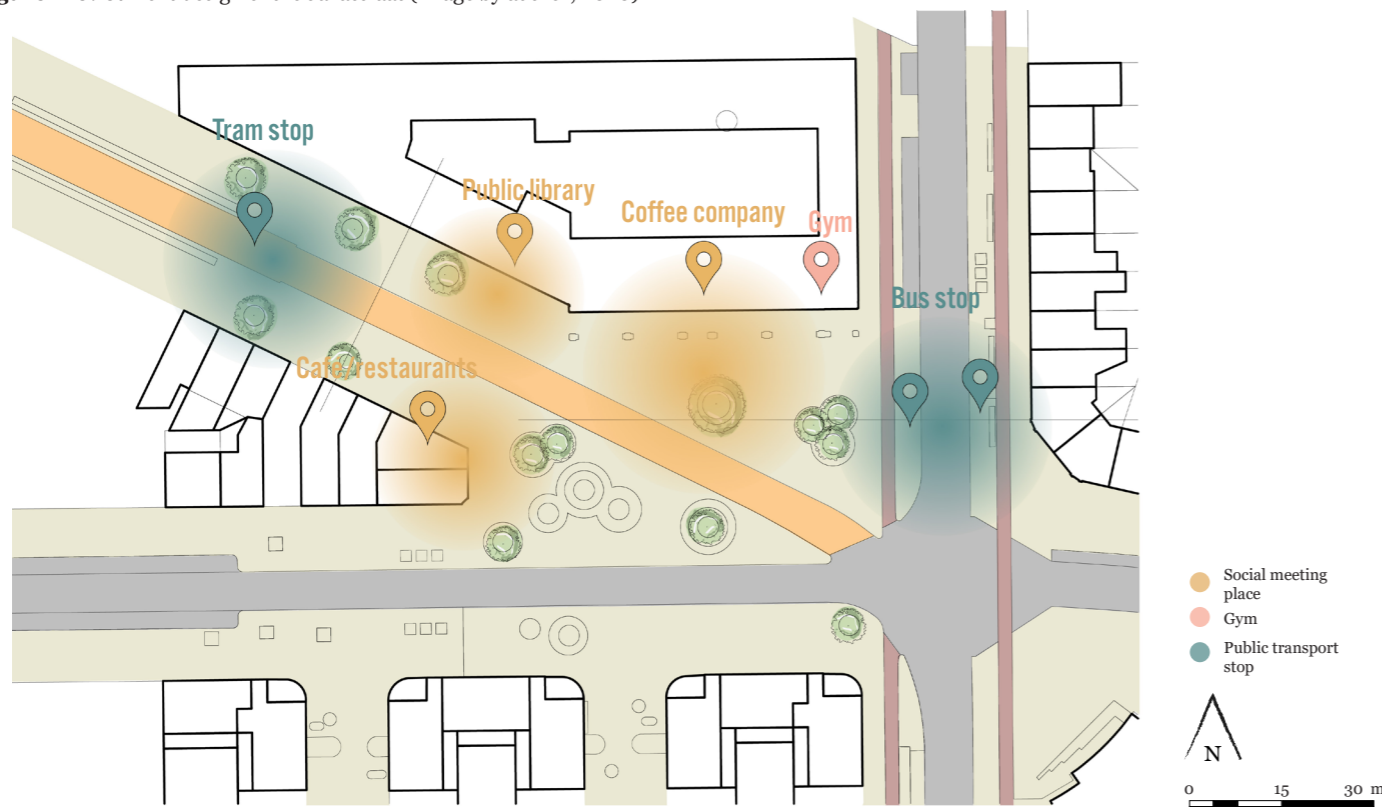 Tram stop
Public library
Coffee company
Gym
Bus stop
Café/restaurants
Social meeting
place
Gym
Public transport
stop
N
0 15 30 m